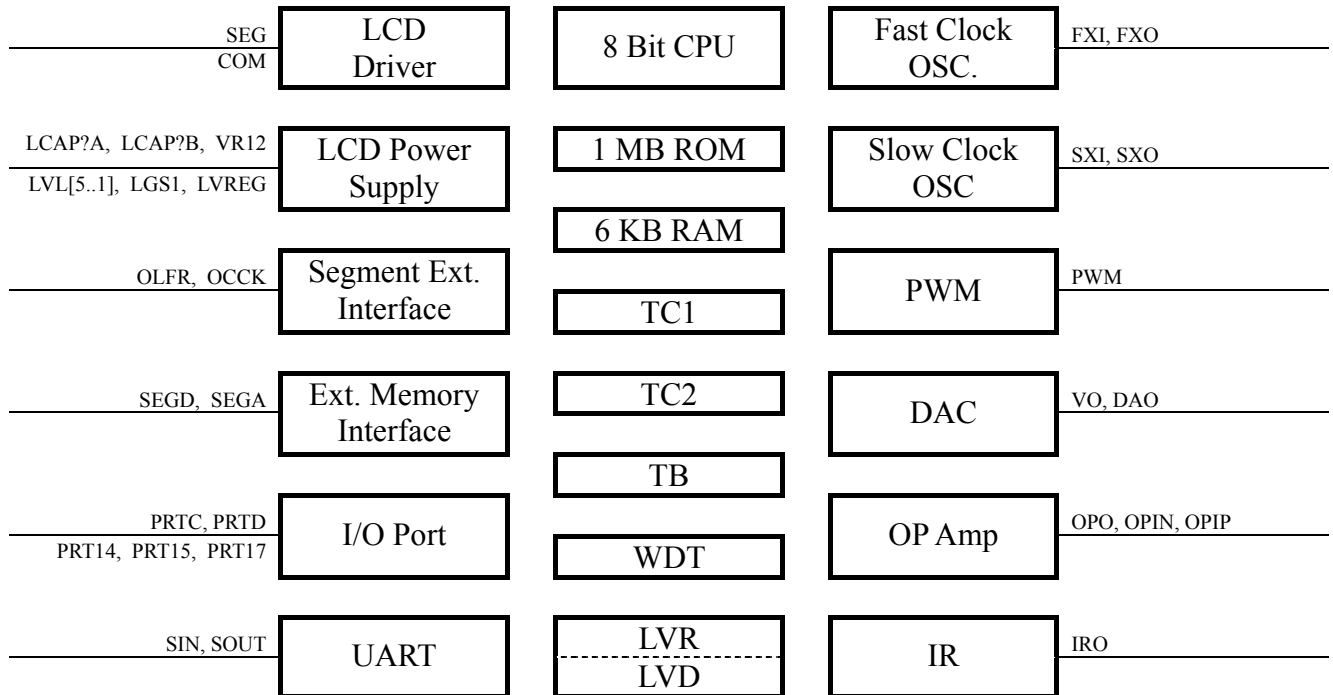 SEG
COM
LCD
Driver
8 Bit CPU
Fast Clock
OSC.
FXI, FXO
LCAP?A, LCAP?B, VR12
LVL[5..1], LGS1, LVREG
LCD Power
Supply
1 MB ROM
Slow Clock
OSC
SXI, SXO
6 KB RAM
OLFR, OCCK
Segment Ext.
Interface
TC1
PWM
PWM
SEGD, SEGA
Ext. Memory
Interface
TC2
DAC
VO, DAO
TB
PRTC, PRTD
PRT14, PRT15, PRT17
I/O Port
WDT
OP Amp
OPO, OPIN, OPIP
SIN, SOUT
UART
LVR
LVD
IR
IRO